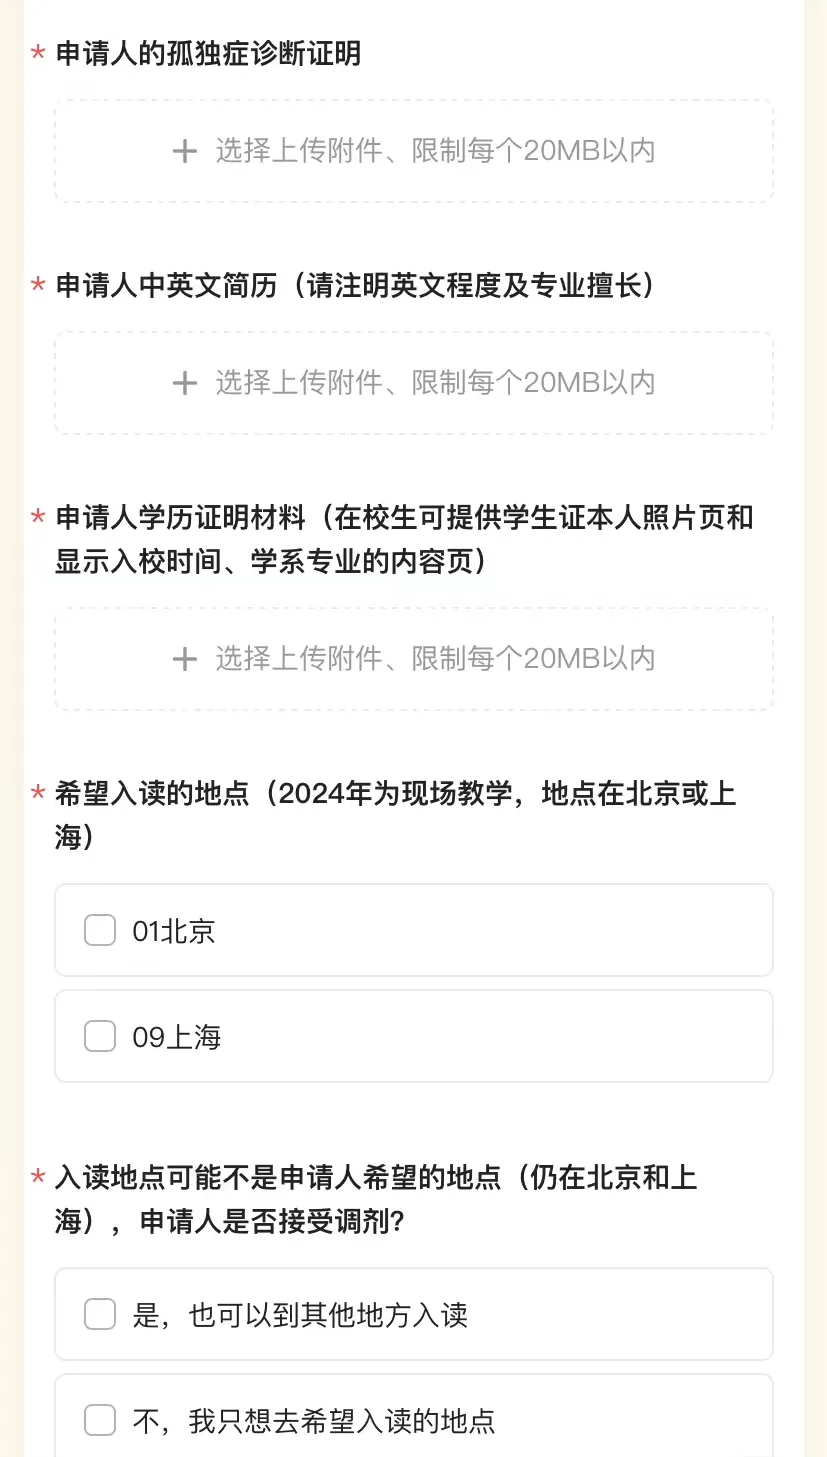 * 申请人的孤独症诊断证明
+ 选择上传附件、限制每个20MB以内
* 申请人中英文简历（请注明英文程度及专业擅长）
+ 选择上传附件、限制每个20MB以内
* 申请人学历证明材料（在校生可提供学生证本人照片页和
显示入校时间、学系专业的内容页）
+ 选择上传附件、限制每个20MB以内
* 希望入读的地点（2024年为现场教学，地点在北京或上
海）
01北京
09上海
* 入读地点可能不是申请人希望的地点（仍在北京和上
海），申请人是否接受调剂?
是，也可以到其他地方入读
不，我只想去希望入读的地点